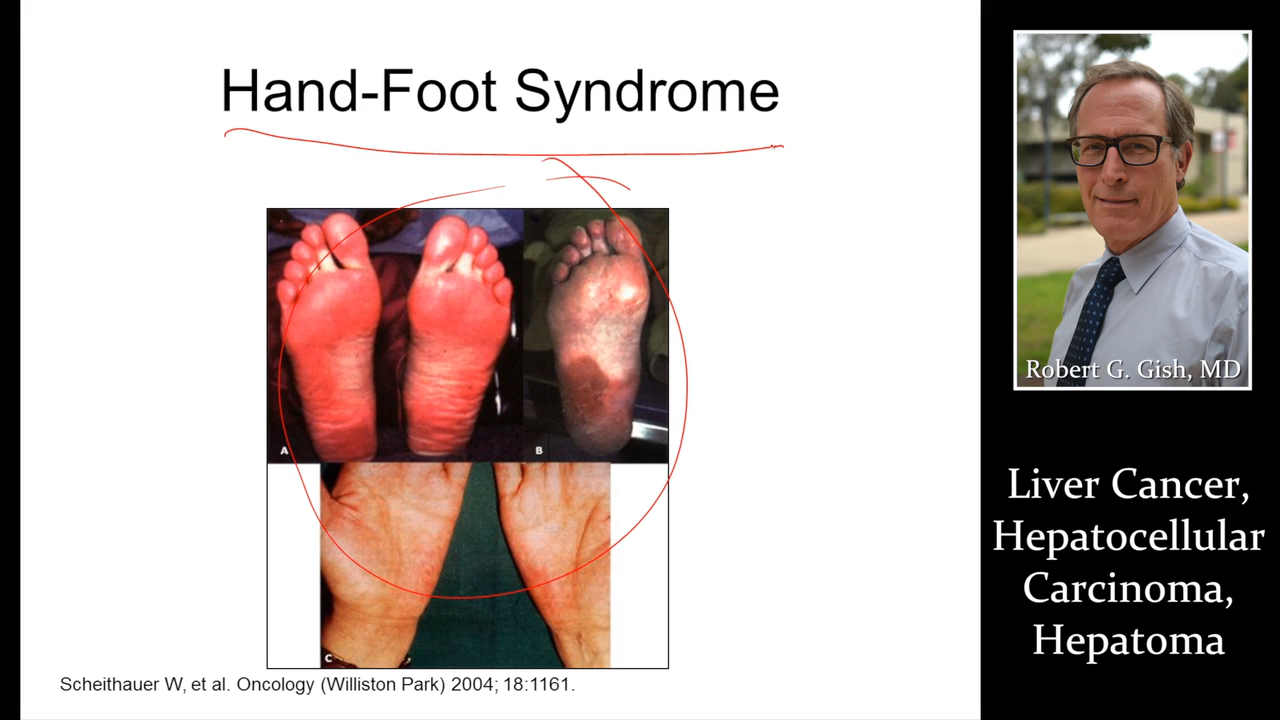 Hand-Foot Syndrome
A
B
C
Scheithauer W, et al. Oncology (Williston Park) 2004; 18:1161.
Robert G. Gish, MD
Liver Cancer,
Hepatocellular
Carcinoma,
Hepatoma